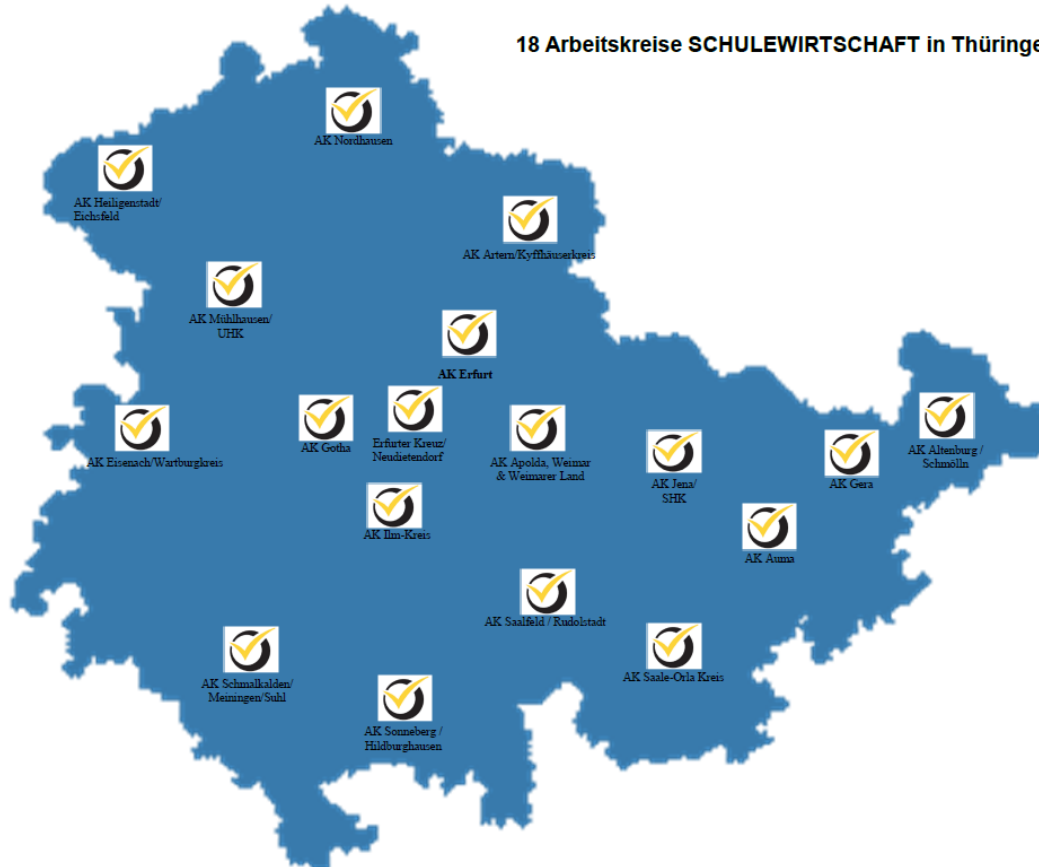 18 Arbeitskreise SCHULEWIRTSCHAFT in Thüringe
AK Nordhausen
AK Heiligenstadt/
Eichsfeld
AK Artern/Kyffhäuserkreis
AK Mühlhausen/
UHK
AK Erfurt
AK Eisenach/Wartburgkreis
AK Gotha
Erfurter Kreuz/
Neudietendorf
AK Apolda, Weimar
& Weimarer Land
AK Jena/
SHK
AK Gera
AK Altenburg /
Schmölln
AK Ilm-Kreis
AK Auma
AK Saalfeld / Rudolstadt
AK Schmalkalden/
Meiningen/Suhl
AK Saale-Orla Kreis
AK Sonneberg /
Hildburghausen